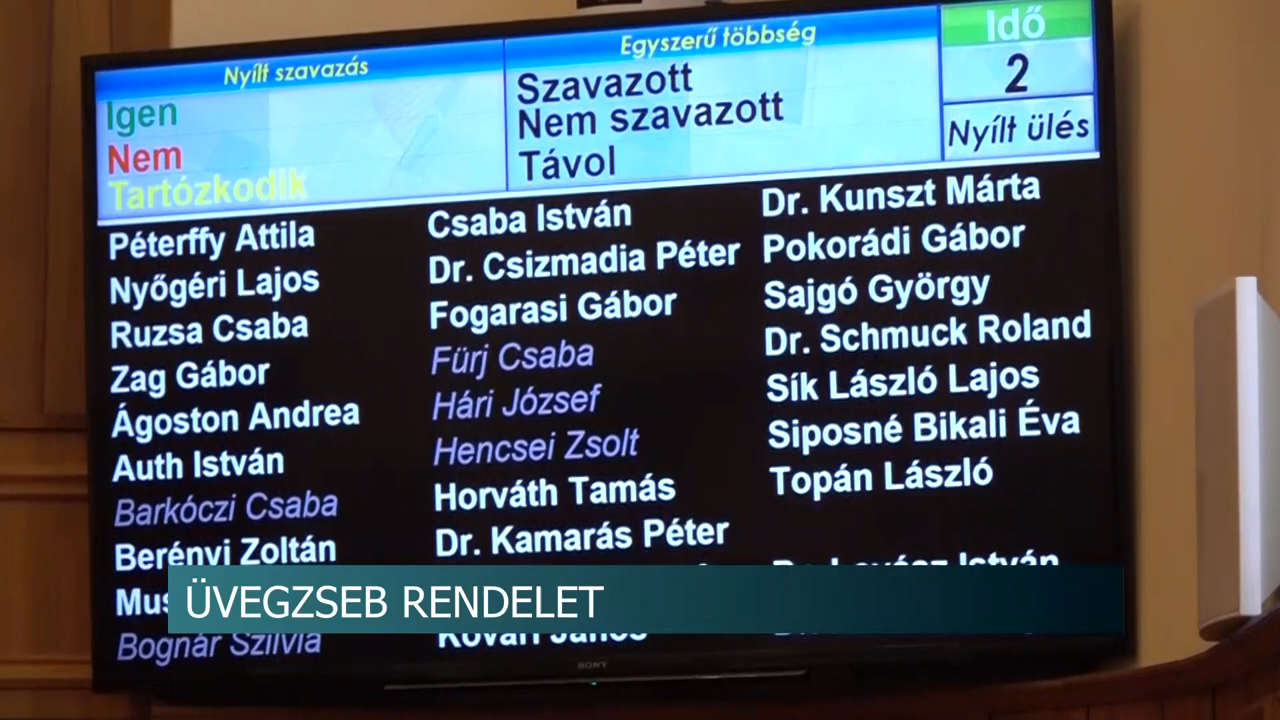 Nyílt szavazás
Igen
Nem
Tartózkodik
Egyszerű többség
Szavazott
Nem szavazott
Távol
Idő
2
Nyílt ülés
Péterffy Attila
Nyőgéri Lajos
Ruzsa Csaba
Zag Gábor
Ágoston Andrea
Auth István
Barkóczi Csaba
Berényi Zoltán
Bognár Szilvia
Csaba István
Dr. Csizmadia Péter
Fogarasi Gábor
Fürj Csaba
Hári József
Hencsei Zsolt
Horváth Tamás
Dr. Kamarás Péter
Kővári János
Dr. Kunszt Márta
Pokorádi Gábor
Sajgó György
Dr. Schmuck Roland
Sík László Lajos
Siposné Bikali Éva
Topán László
István
ÜVEGZSEB RENDELET
SONY